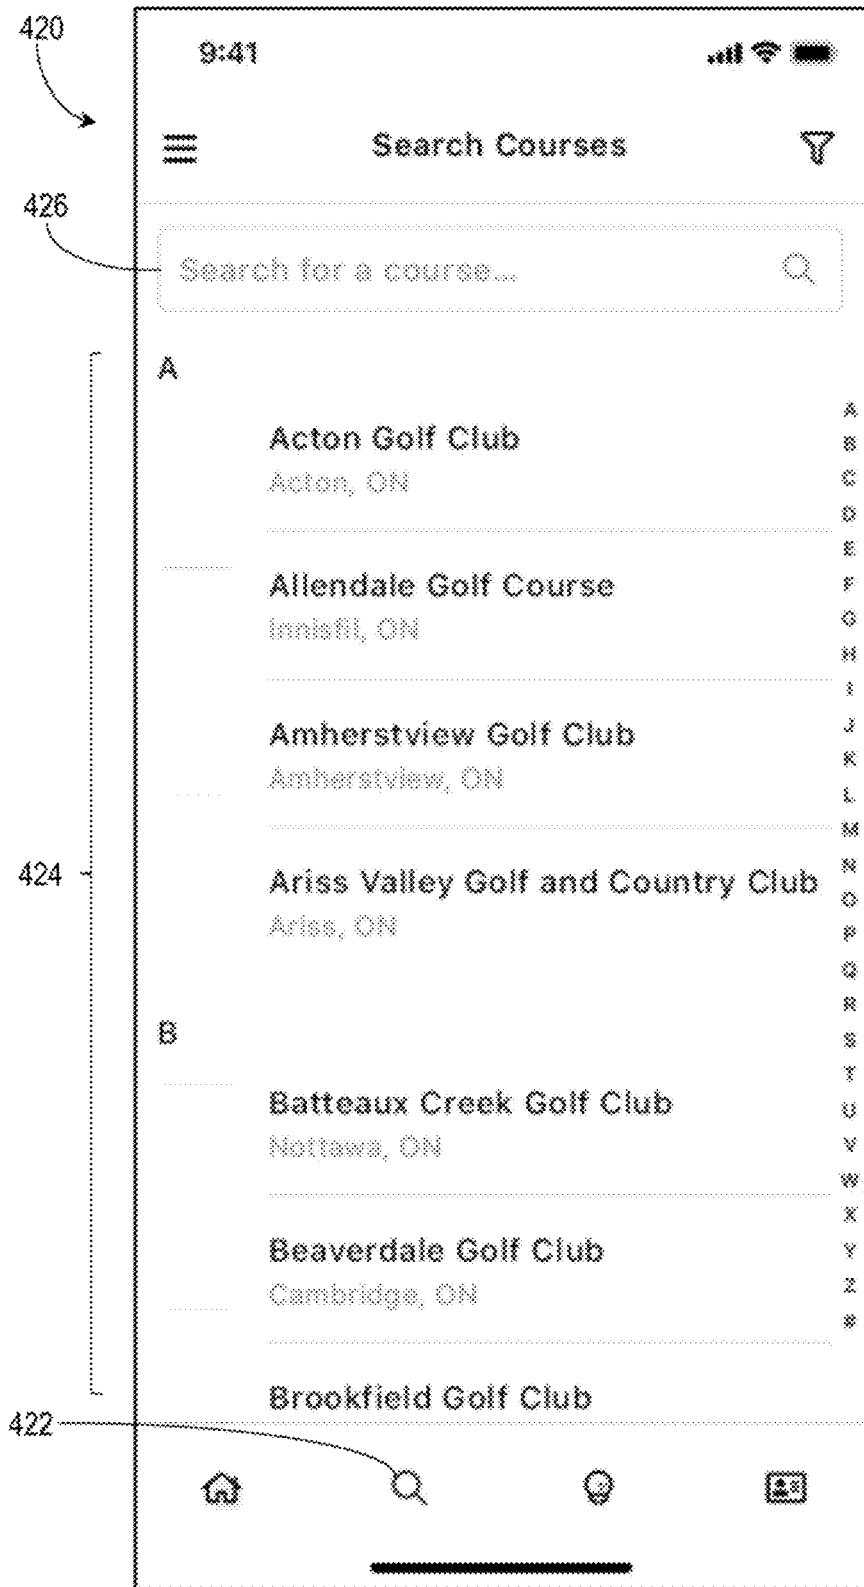 420
9:41
Search Courses
426
Search for a course...
A
Acton Golf Club
Acton, ON
Allendale Golf Course
Innisfil, ON
Amherstview Golf Club
Amherstview, ON
424
Ariss Valley Golf and Country Club
Ariss, ON
B
Batteaux Creek Golf Club
Nottawa, ON
Beaverdale Golf Club
Cambridge, ON
Brookfield Golf Club
422
A
B
C
D
E
F
G
H
I
J
K
L
M
N
O
P
Q
R
S
T
U
V
W
X
Y
Z
#